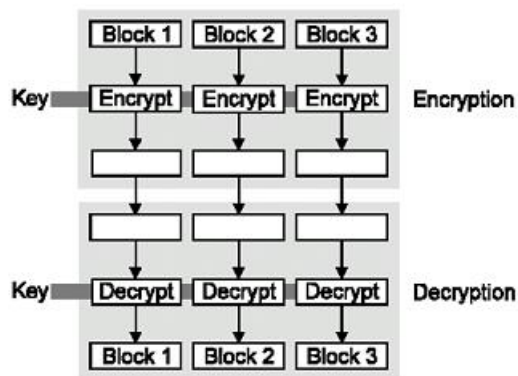 Block 1 Block 2 Block 3
Key Encrypt Encrypt Encrypt Encryption
Key Decrypt Decrypt Decrypt Decryption
Block 1 Block 2 Block 3